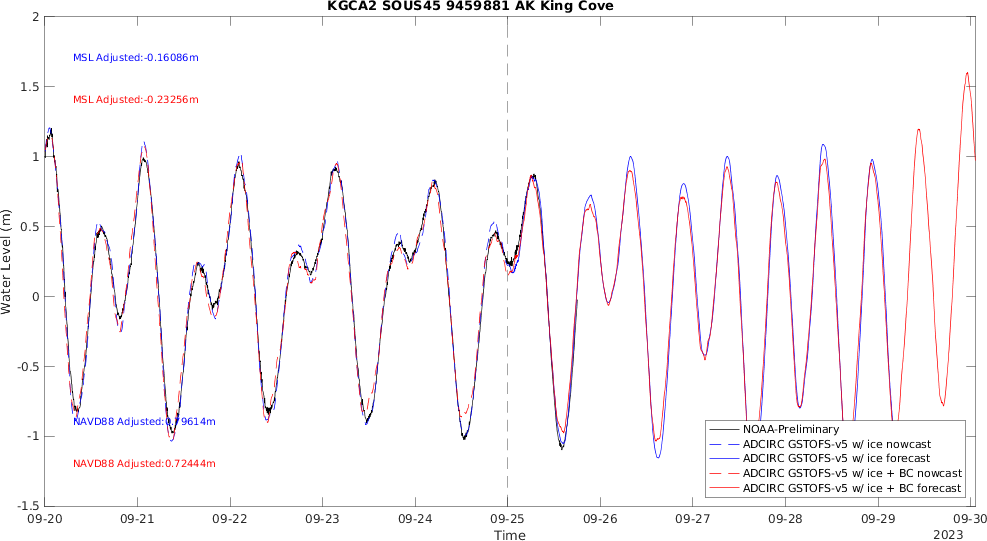 KGCA2 SOUS45 9459881 AK King Cove
MSL Adjusted:-0.16086m
MSL Adjusted:-0.23256m
NAVD88 Adjusted:0.79614m
NAVD88 Adjusted:0.72444m
Water Level (m)
2
1.5
1
0.5
0
-0.5
-1
-1.5
NOAA-Preliminary
ADCIRC GSTOFS-v5 w/ ice nowcast
ADCIRC GSTOFS-v5 w/ ice forecast
ADCIRC GSTOFS-v5 w/ ice + BC nowcast
ADCIRC GSTOFS-v5 w/ ice + BC forecast
09-20 09-21 09-22 09-23 09-24 09-25 09-26 09-27 09-28 09-29 09-30
Time
2023